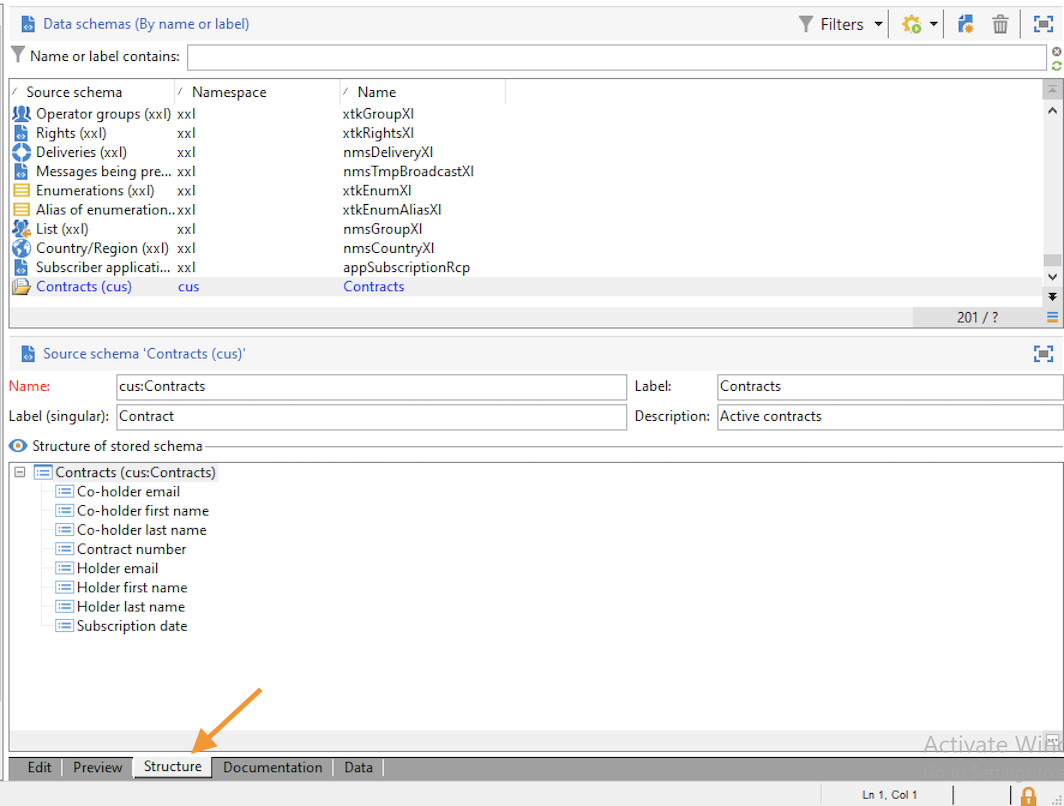 Data schemas (By name or label)
Filters
Name or label contains:
Source schema Namespace Name
Operator groups (xxl) xxl xtkGroupXl
Rights (xxl) xxl xtkRightsXl
Deliveries (xxl) xxl nmsDeliveryXl
Messages being pre... xxl nmsTmpBroadcastXl
Enumerations (xxl) xxl xtkEnumXl
Alias of enumeration.. xxl xtkEnumAliasXl
List (xxl) xxl nmsGroupXl
Country/Region (xxl) xxl nmsCountryXl
Subscriber applicati... xxl appSubscriptionRcp
Contracts (cus) cus Contracts
201 / ?
Source schema 'Contracts (cus)'
Name: cus:Contracts Label: Contracts
Label (singular): Contract Description: Active contracts
Structure of stored schema
Contracts (cus:Contracts)
Co-holder email
Co-holder first name
Co-holder last name
Contract number
Holder email
Holder first name
Holder last name
Subscription date
Activate Wind
Edit Preview Structure Documentation Data
Go to Settings to
Ln 1, Col 1